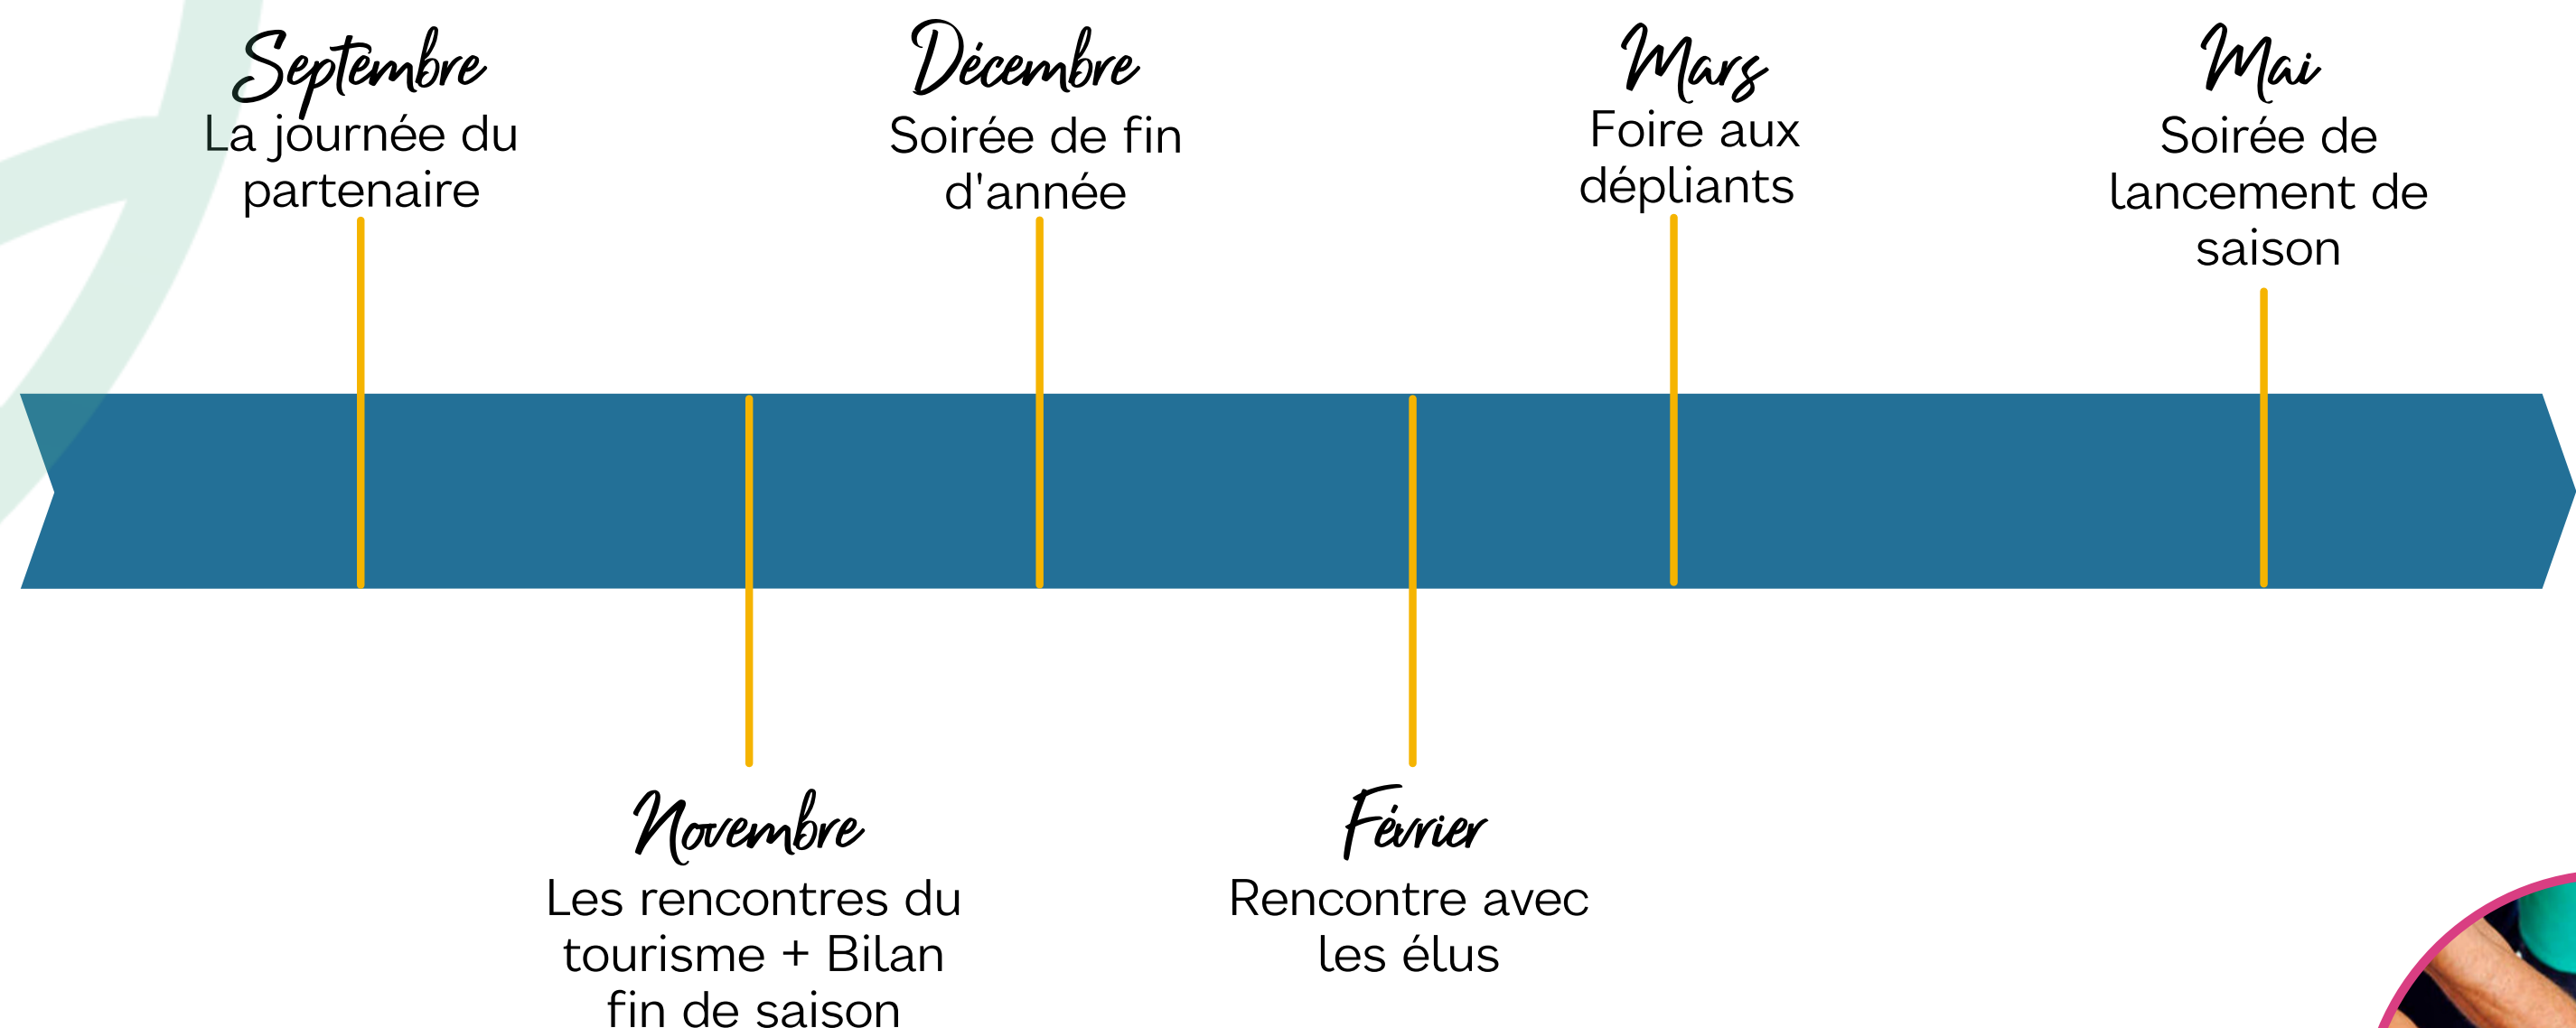 Septembre
La journée du
partenaire
Décembre
Soirée de fin
d'année
Mars
Foire aux
dépliants
Mai
Soirée de
lancement de
saison
Novembre
Les rencontres du
tourisme + Bilan
fin de saison
Février
Rencontre avec
les élus